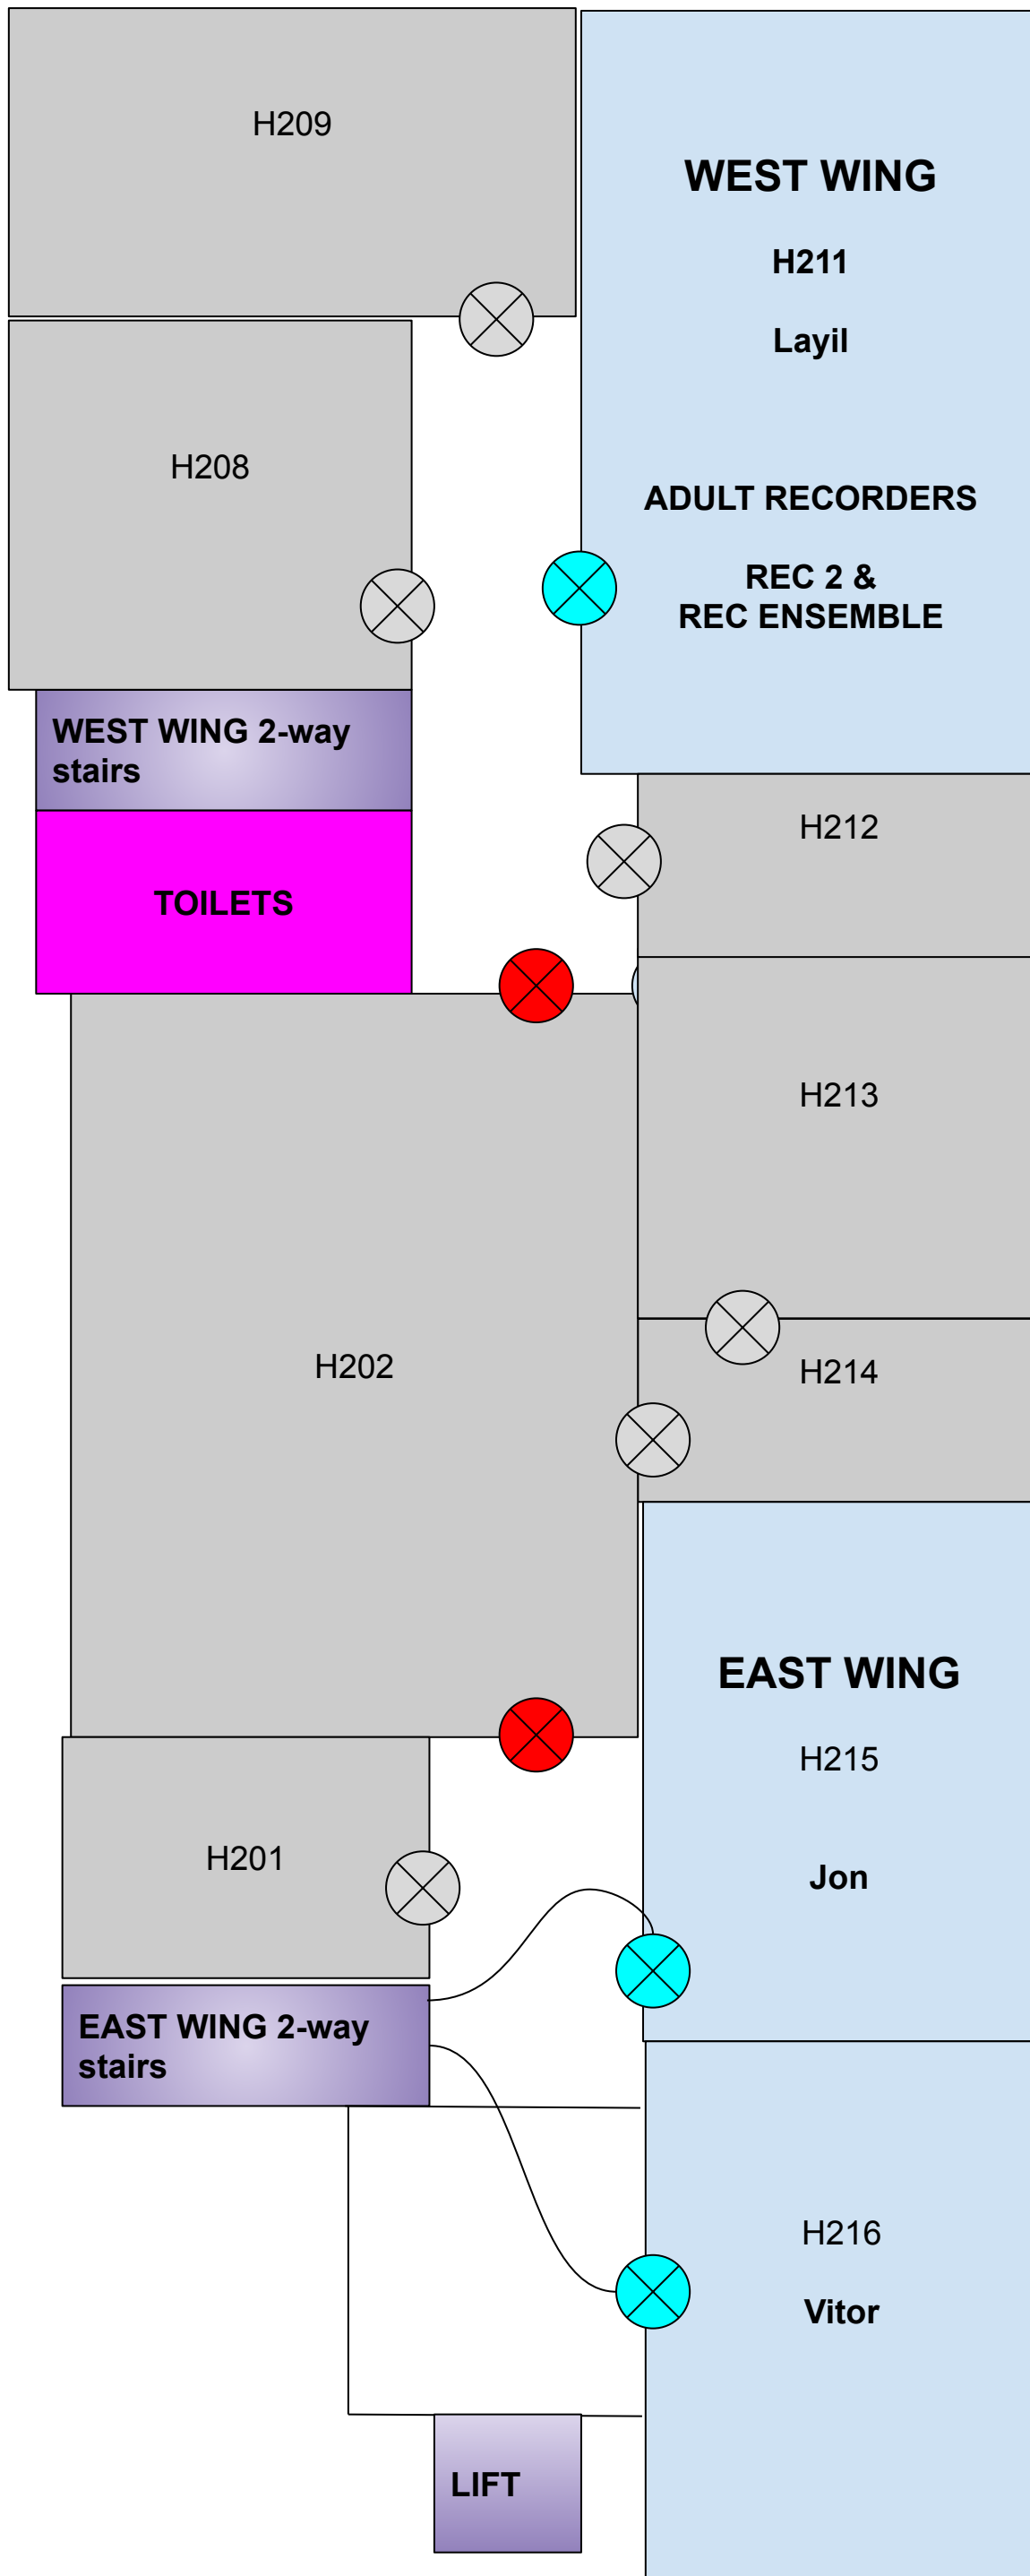 H209
WEST WING
H211
Layil
H208
ADULT RECORDERS
REC 2 &
REC ENSEMBLE
WEST WING 2-way
stairs
H212
TOILETS
H213
H202
H214
EAST WING
H215
H201
Jon
EAST WING 2-way
stairs
H216
Vitor
LIFT